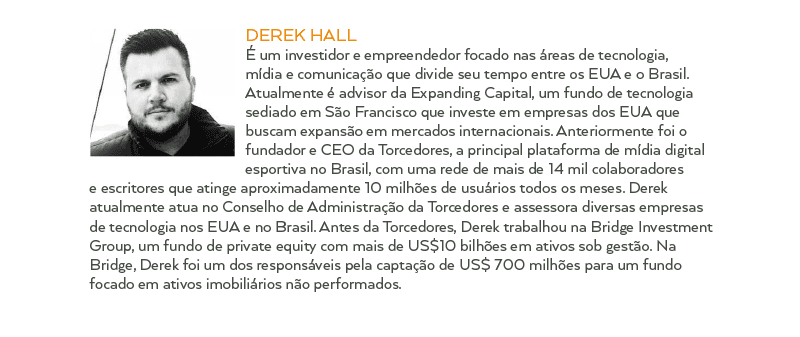 DEREK HALL
É um investidor e empreendedor focado nas áreas de tecnologia,
mídia e comunicação que divide seu tempo entre os EUA e o Brasil.
Atualmente é advisor da Expanding Capital, um fundo de tecnologia
sediado em São Francisco que investe em empresas dos EUA que
buscam expansão em mercados internacionais. Anteriormente foi o
fundador e CEO da Torcedores, a principal plataforma de mídia digital
esportiva no Brasil, com uma rede de mais de 14 mil colaboradores
e escritores que atinge aproximadamente 10 milhões de usuários todos os meses. Derek
atualmente atua no Conselho de Administração da Torcedores e assessora diversas empresas
de tecnologia nos EUA e no Brasil. Antes da Torcedores, Derek trabalhou na Bridge Investment
Group, um fundo de private equity com mais de US$10 bilhões em ativos sob gestão. Na
Bridge, Derek foi um dos responsáveis pela captação de US$ 700 milhões para um fundo
focado em ativos imobiliários não performados.